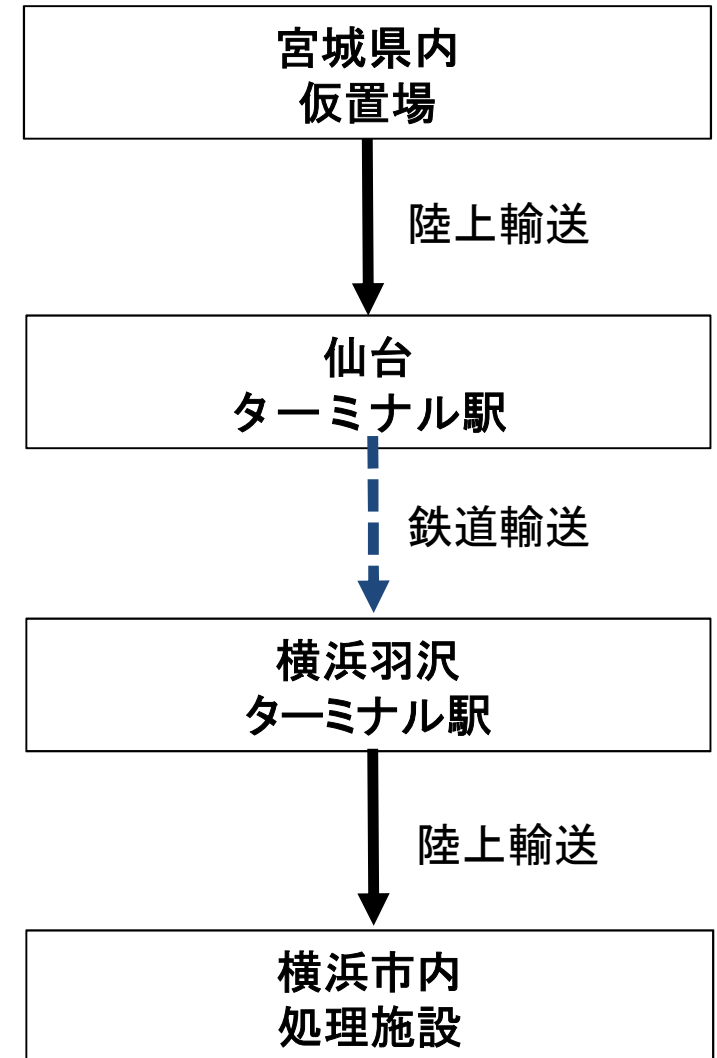 宮城県内
仮置場
陸上輸送
仙台
ターミナル駅
鉄道輸送
横浜羽沢
ターミナル駅
陸上輸送
横浜市内
処理施設